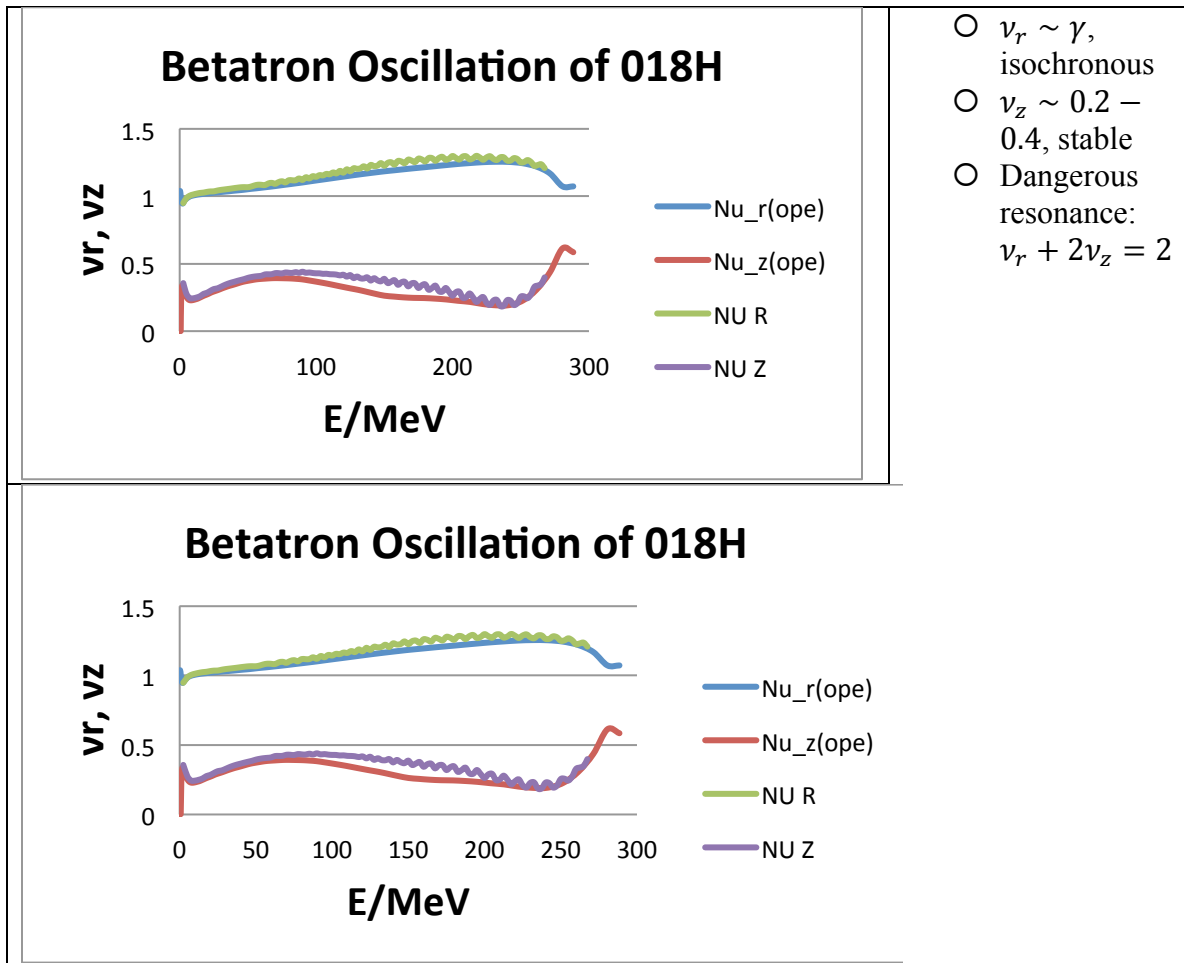 Betatron Oscillation of 018H
1.5
1
0.5
0
vr, vz
0 100 200 300
E/MeV
Nu_r(ope)
Nu_z(ope)
NU R
NU Z
○ 𝜈𝑟 ~ 𝛾,
isochronous
○ 𝜈𝑧 ~ 0.2 −
0.4, stable
○ Dangerous
resonance:
𝜈𝑟 + 2𝜈𝑧 = 2
Betatron Oscillation of 018H
1.5
1
0.5
0
vr, vz
0 50 100 150 200 250 300
E/MeV
Nu_r(ope)
Nu_z(ope)
NU R
NU Z